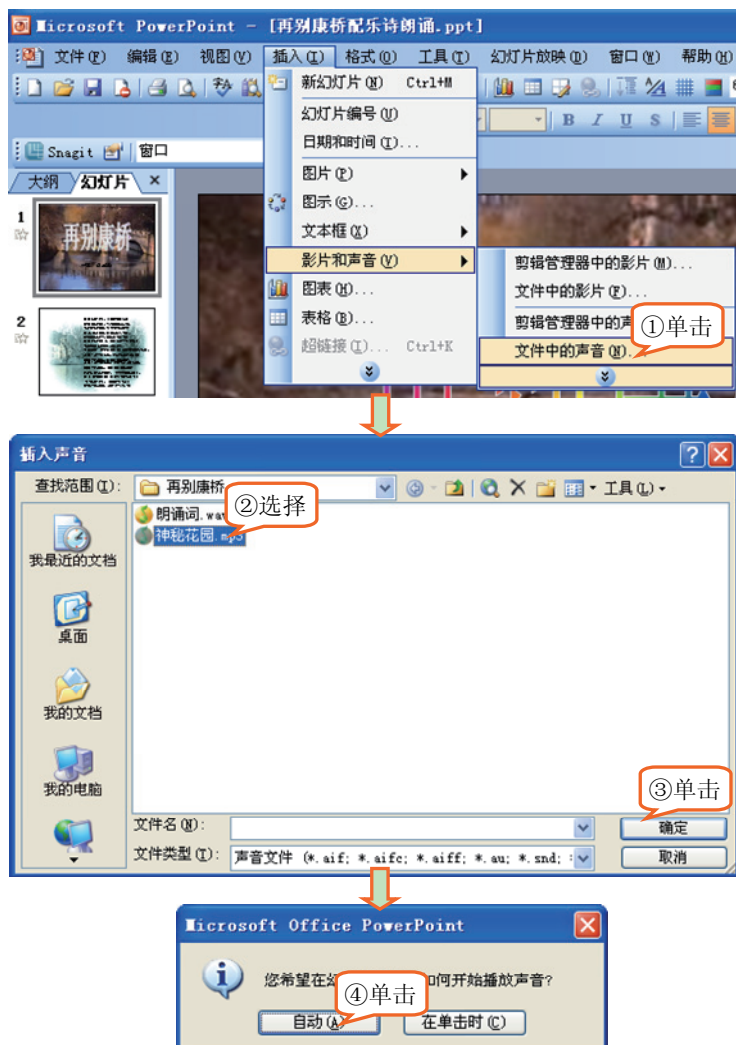 Microsoft PowerPoint - [再别康桥配乐诗朗诵.ppt]
文件(F) 编辑(E) 视图(V) 插入(I) 格式(O) 工具(T) 幻灯片放映(D) 窗口(W) 帮助(H)
新幻灯片(N) Ctrl+M
幻灯片编号(U)
B I U S
日期和时间(T)...
Snagit 窗口
图片(P)
大纲 幻灯片 ×
图示(G)...
1
再别康桥
文本框(X)
影片和声音(V)
剪辑管理器中的影片(M)...
图表(H)...
文件中的影片(F)...
2
表格(B)...
剪辑管理器中的声
①单击
超链接(I)... Ctrl+K
文件中的声音(N)
插入声音
查找范围(I): 再别康桥 工具(L)
朗诵词.wav
②选择
神秘花园.mp3
我最近的文档
桌面
我的文档
我的电脑
③单击
文件名(N): 确定
文件类型(T): 声音文件 (*.aif; *.aifc; *.aiff; *.au; *.snd; 取消
Microsoft Office PowerPoint
您希望在幻 如何开始播放声音?
④单击
自动(A) 在单击时(C)